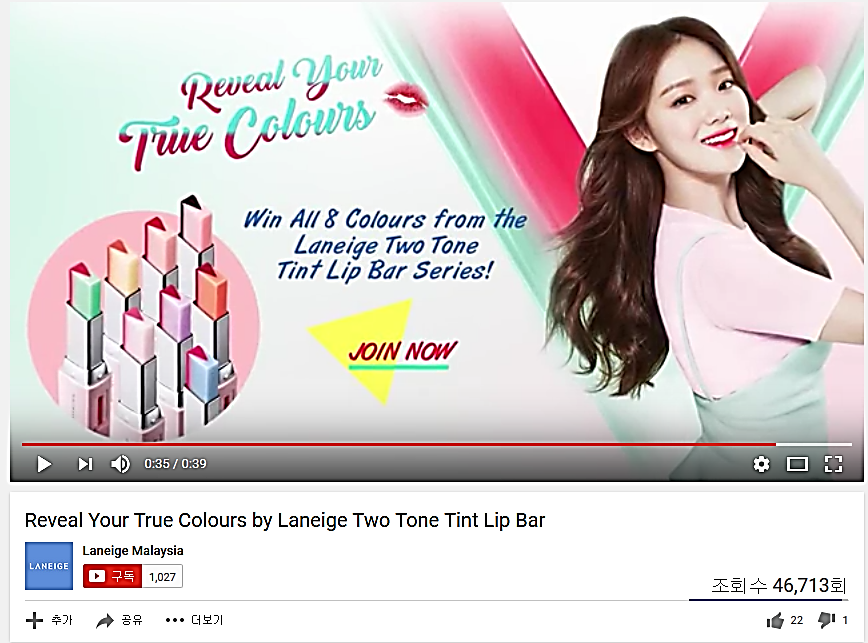 Reveal Your
True Colours
Win All 8 Colours from the
Laneige Two Tone
Tint Lip Bar Series!
JOIN NOW
0:35 / 0:39
Reveal Your True Colours by Laneige Two Tone Tint Lip Bar
LANEIGE
Laneige Malaysia
구독 1,027
조회수 46,713회
추가 공유 더보기 22 1